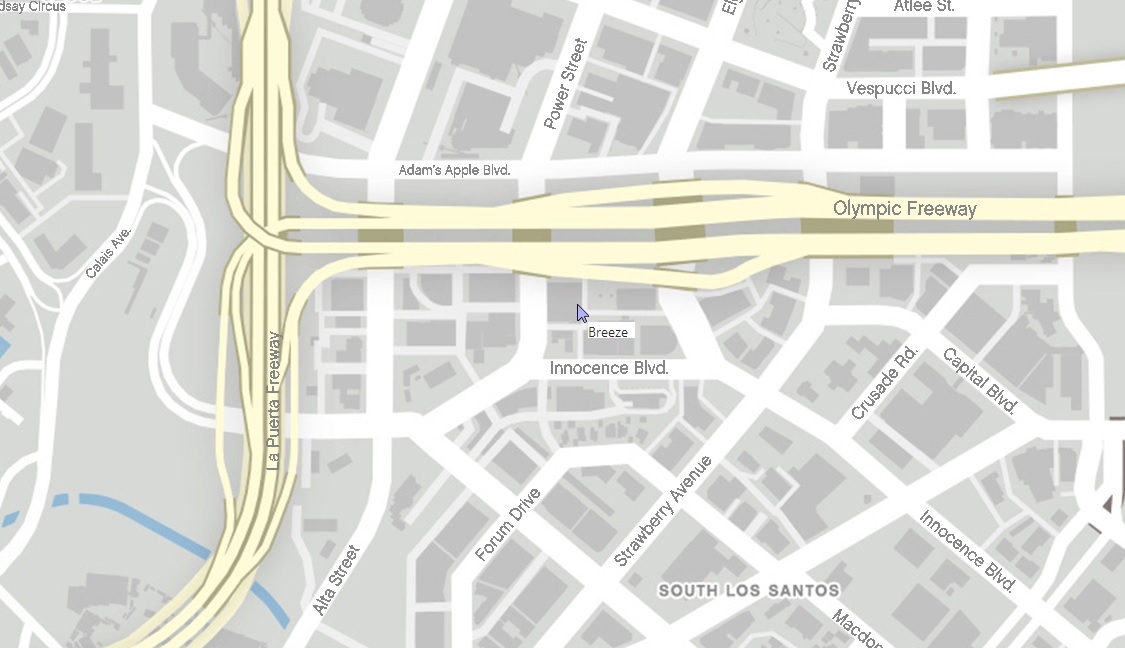 dsay Circus
Atlee St.
Strawberry
Power Street
Vespucci Blvd.
Adam's Apple Blvd.
Olympic Freeway
Calais Ave.
Breeze
La Puerta Freeway
Innocence Blvd.
Crusade Rd.
Capital Blvd.
Forum Drive
Strawberry Avenue
Innocence Blvd.
Alta Street
SOUTH LOS SANTOS
Macdon